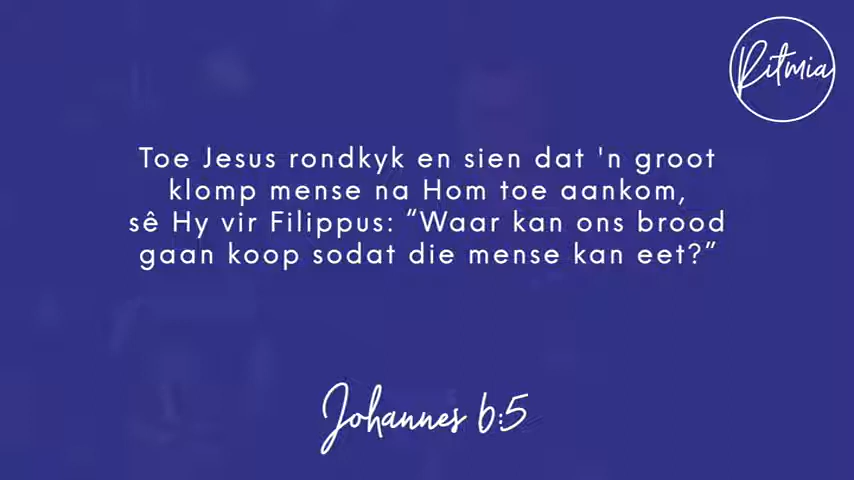 Ritmia
Toe Jesus rondkyk en sien dat 'n groot
klomp mense na Hom toe aankom,
sê Hy vir Filippus: “Waar kan ons brood
gaan koop sodat die mense kan eet?”
Johannes 6:5